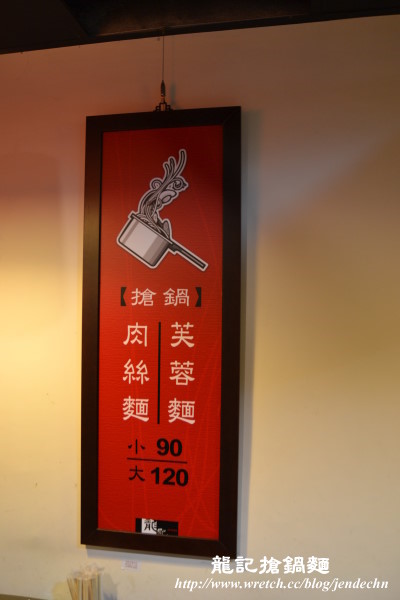 【搶鍋】
芙蓉麵
肉絲麵
小 90
大 120
龍
龍記搶鍋麵
http://www.wretch.cc/blog/jendechn